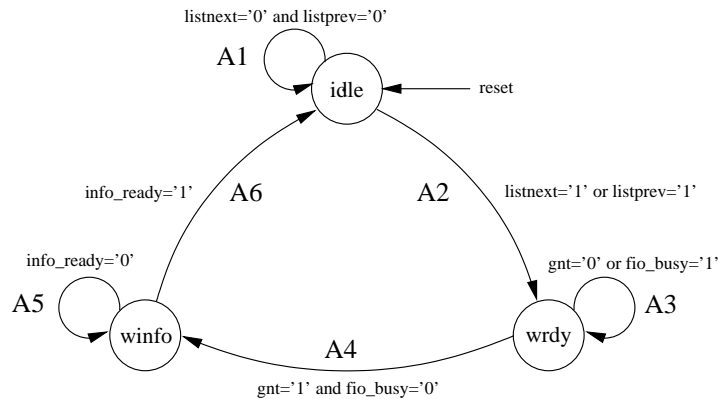 listnext=’0’ and listprev=’0’
A1
idle
reset
info_ready=’1’
A6
A2
listnext=’1’ or listprev=’1’
info_ready=’0’
gnt=’0’ or fio_busy=’1’
A5
A3
winfo
wrdy
A4
gnt=’1’ and fio_busy=’0’